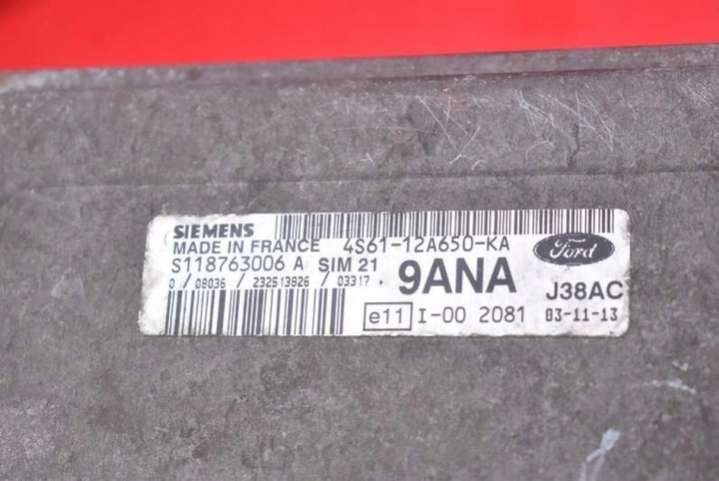 SIEMENS
MADE IN FRANCE 4S61-12A650-KA
Ford
S118763006 A SIM 21 9ANA J38AC
0 / 08036 / 232513826 / 03317 .
e11 I-00 2081 03-11-13